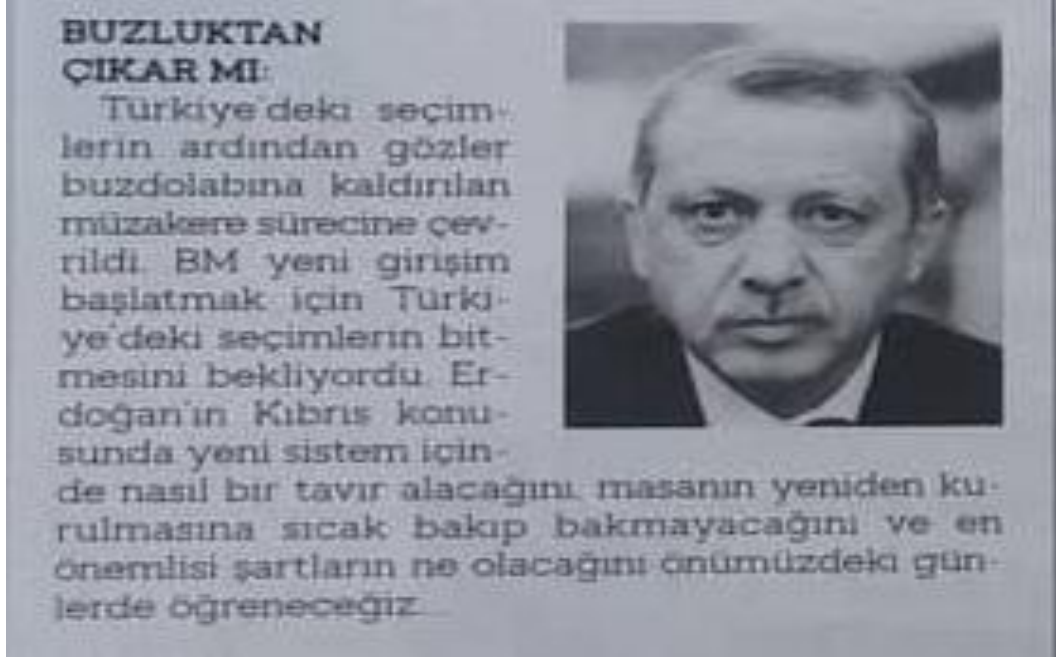 BUZLUKTAN
ÇIKAR MI:
Türkiye'deki seçim-
lerin ardından gözler
buzdolabına kaldırılan
müzakere sürecine çev-
rildi. BM yeni girişim
başlatmak için Türki-
ye'deki seçimlerin bit-
mesini bekliyordu. Er-
doğan'ın Kıbrıs konu-
sunda yeni sistem için-
de nasıl bir tavır alacağını, masanın yeniden ku-
rulmasına sıcak bakıp bakmayacağını ve en
önemlisi şartların ne olacağını önümüzdeki gün-
lerde öğreneceğiz...